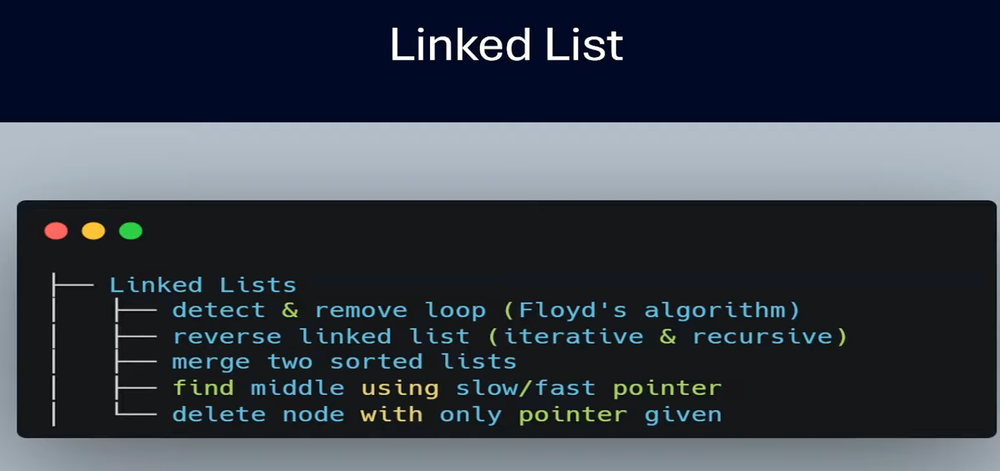 Linked List
├── Linked Lists
│   ├── detect & remove loop (Floyd's algorithm)
│   ├── reverse linked list (iterative & recursive)
│   ├── merge two sorted lists
│   ├── find middle using slow/fast pointer
│   └── delete node with only pointer given